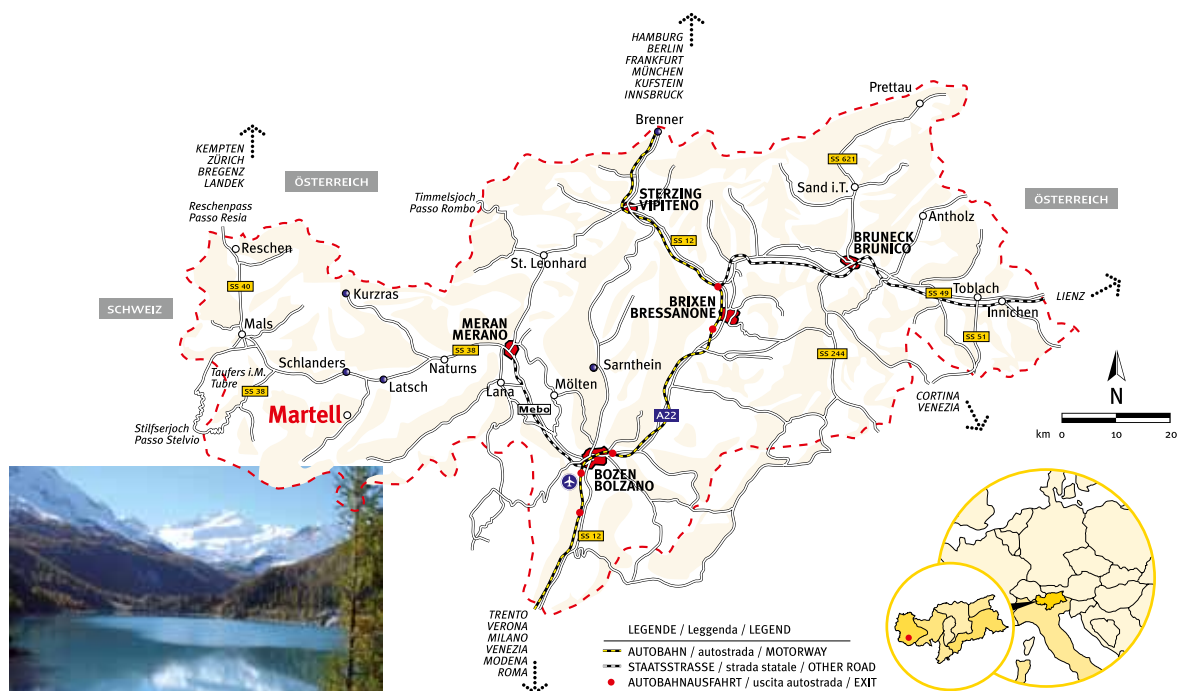 HAMBURG
BERLIN
FRANKFURT
MÜNCHEN
KUFSTEIN
INNSBRUCK
Brenner
Prettau
KEMPTEN
ZÜRICH
BREGENZ
LANDEK
ÖSTERREICH
Reschenpass
Passo Resia
Timmelsjoch
Passo Rombo
STERZING
VIPITENO
SS 621
Sand i.T.
ÖSTERREICH
Antholz
Reschen
SS 12
BRUNECK
BRUNICO
St. Leonhard
SS 40
Kurzras
SS 49
Toblach
LIENZ
Innichen
SCHWEIZ
BRIXEN
BRESSANONE
Mals
MERAN
MERANO
SS 51
SS 38
SS 244
Schlanders
Naturns
Sarnthein
Taufers i.M.
Tubre
Latsch
Lana
Mölten
SS 38
Martell
Mebo
A22
CORTINA
VENEZIA
N
km 0 10 20
Stilfserjoch
Passo Stelvio
BOZEN
BOLZANO
SS 12
TRENTO
VERONA
MILANO
VENEZIA
MODENA
ROMA
LEGENDE / Leggenda / LEGEND
AUTOBAHN / autostrada / MOTORWAY
STAATSSTRASSE / strada statale / OTHER ROAD
AUTOBAHNAUSFAHRT / uscita autostrada / EXIT